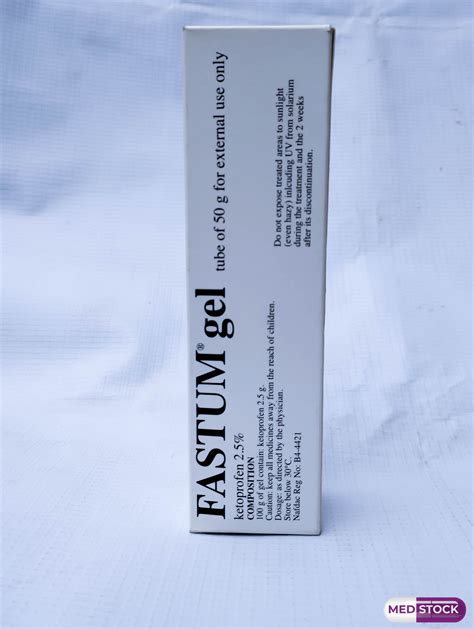 FASTUM® gel tube of 50 g for external use only
ketoprofen 2.5%
COMPOSITION
100 g of gel contain: ketoprofen 2.5 g.
Caution: keep all medicines away from the reach of children.
Dosage: as directed by the physician.
Store below 30°C.
Nafdac Reg No: B4-4421
Do not expose treated areas to sunlight
(even hazy) inlcuding UV from solarium
during the treatment and the 2 weeks
after its discontinuation.
MEDSTOCK